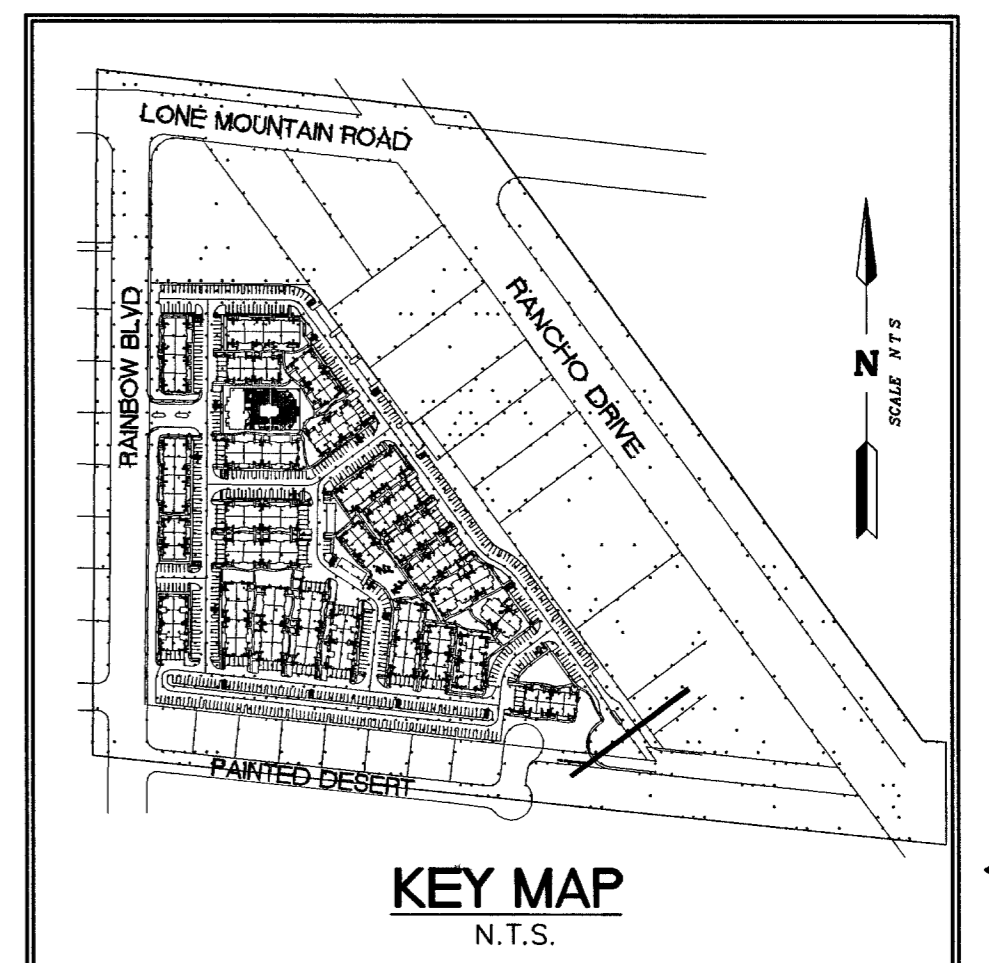 LONE MOUNTAIN ROAD
RAINBOW BLVD
RANCHO DRIVE
N
SCALE NTS
PAINTED DESERT
KEY MAP
N.T.S.